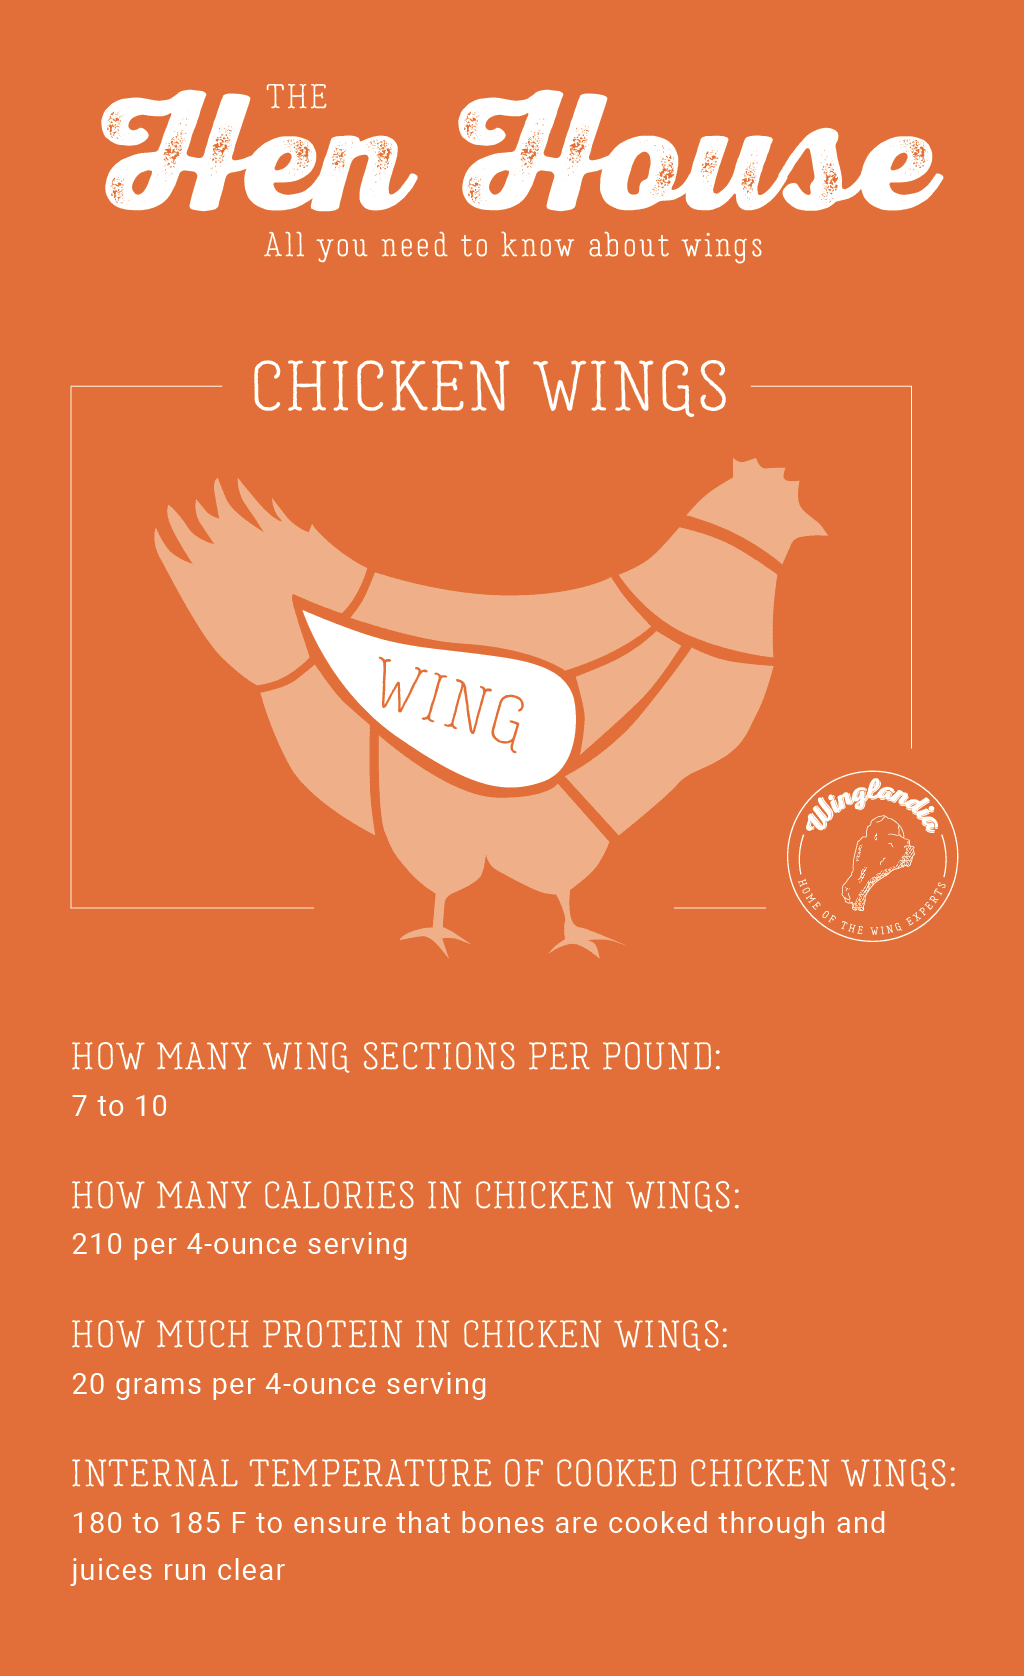 THE
Hen House
All you need to know about wings
CHICKEN WINGS
WING
Winglandia
HOME OF THE WING EXPERTS
HOW MANY WING SECTIONS PER POUND:
7 to 10
HOW MANY CALORIES IN CHICKEN WINGS:
210 per 4-ounce serving
HOW MUCH PROTEIN IN CHICKEN WINGS:
20 grams per 4-ounce serving
INTERNAL TEMPERATURE OF COOKED CHICKEN WINGS:
180 to 185 F to ensure that bones are cooked through and
juices run clear